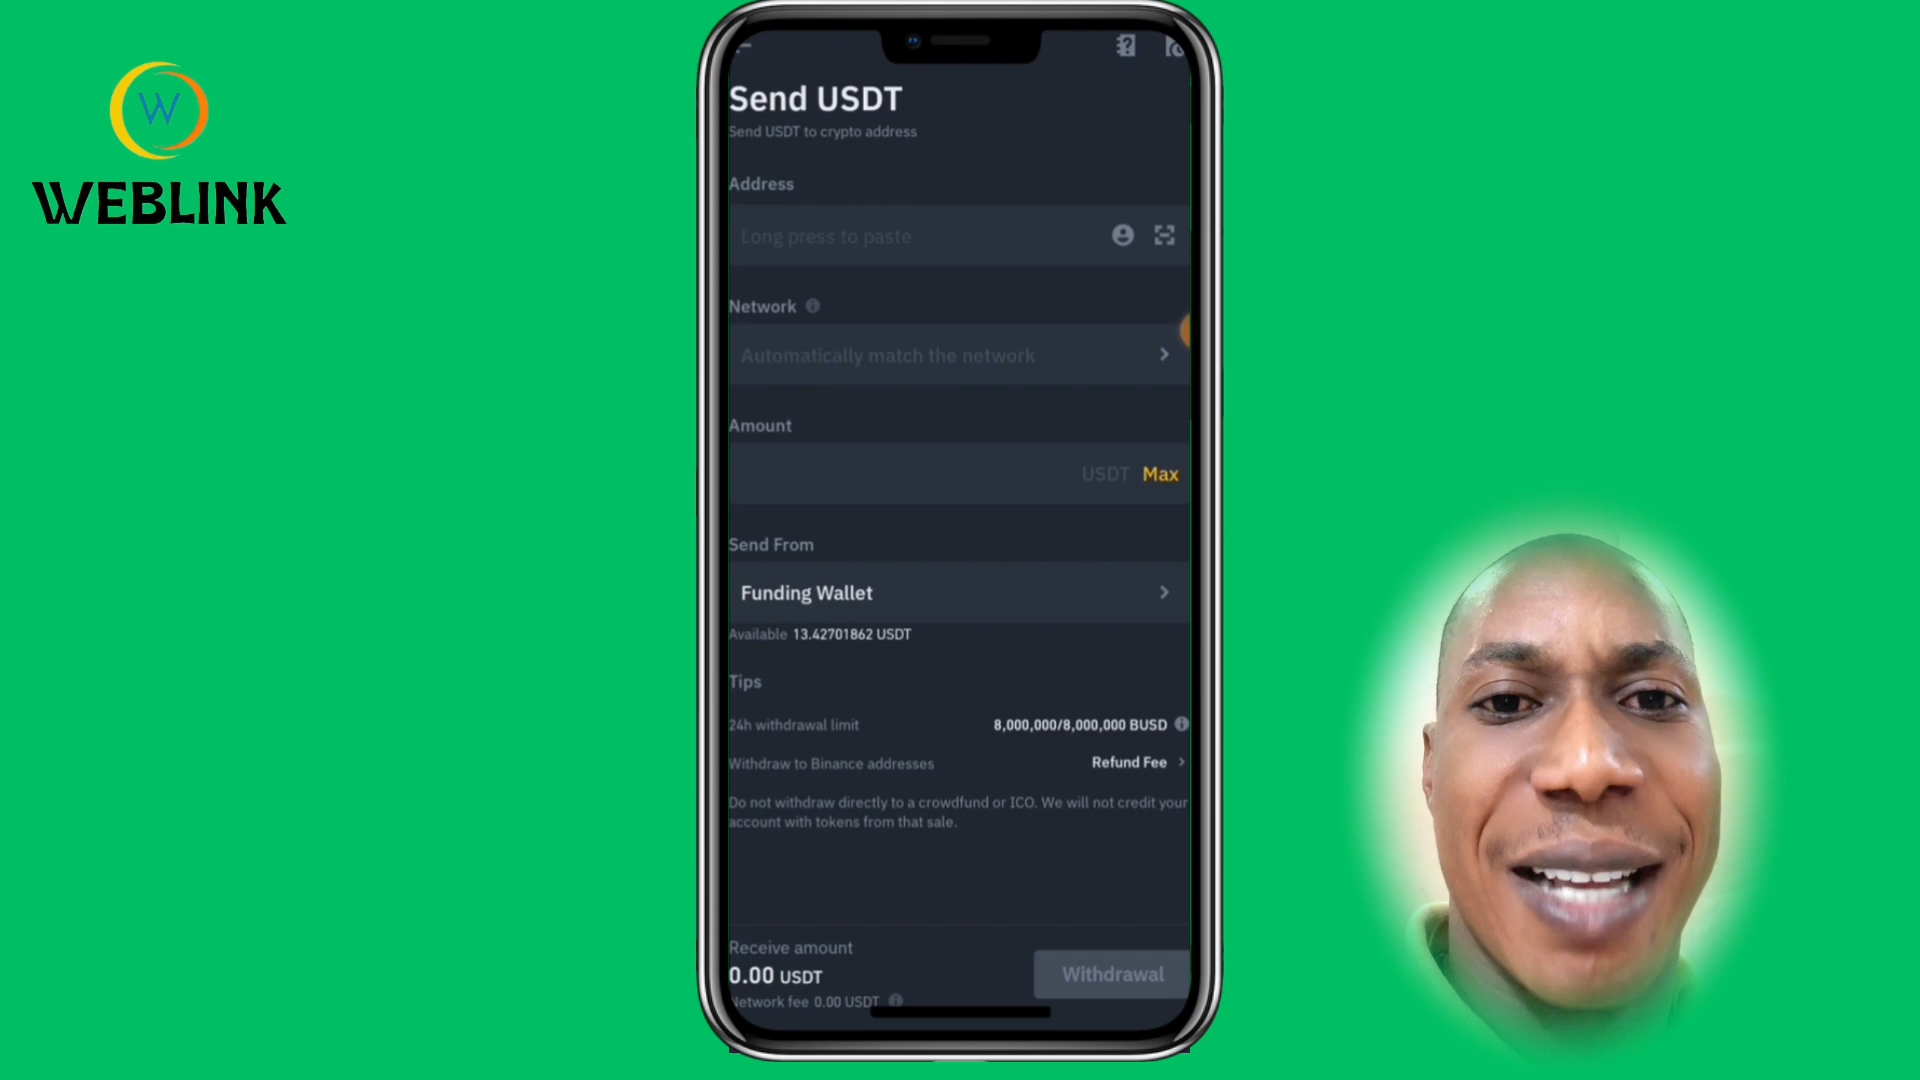 W
WEBLINK
Send USDT
Send USDT to crypto address
Address
Long press to paste
Network
Automatically match the network
Amount
USDT Max
Send From
Funding Wallet
Available 13.42701862 USDT
Tips
24h withdrawal limit 8,000,000/8,000,000 BUSD
Withdraw to Binance addresses Refund Fee
Do not withdraw directly to a crowdfund or ICO. We will not credit your
account with tokens from that sale.
Receive amount
0.00 USDT
Withdrawal
Network fee 0.00 USDT